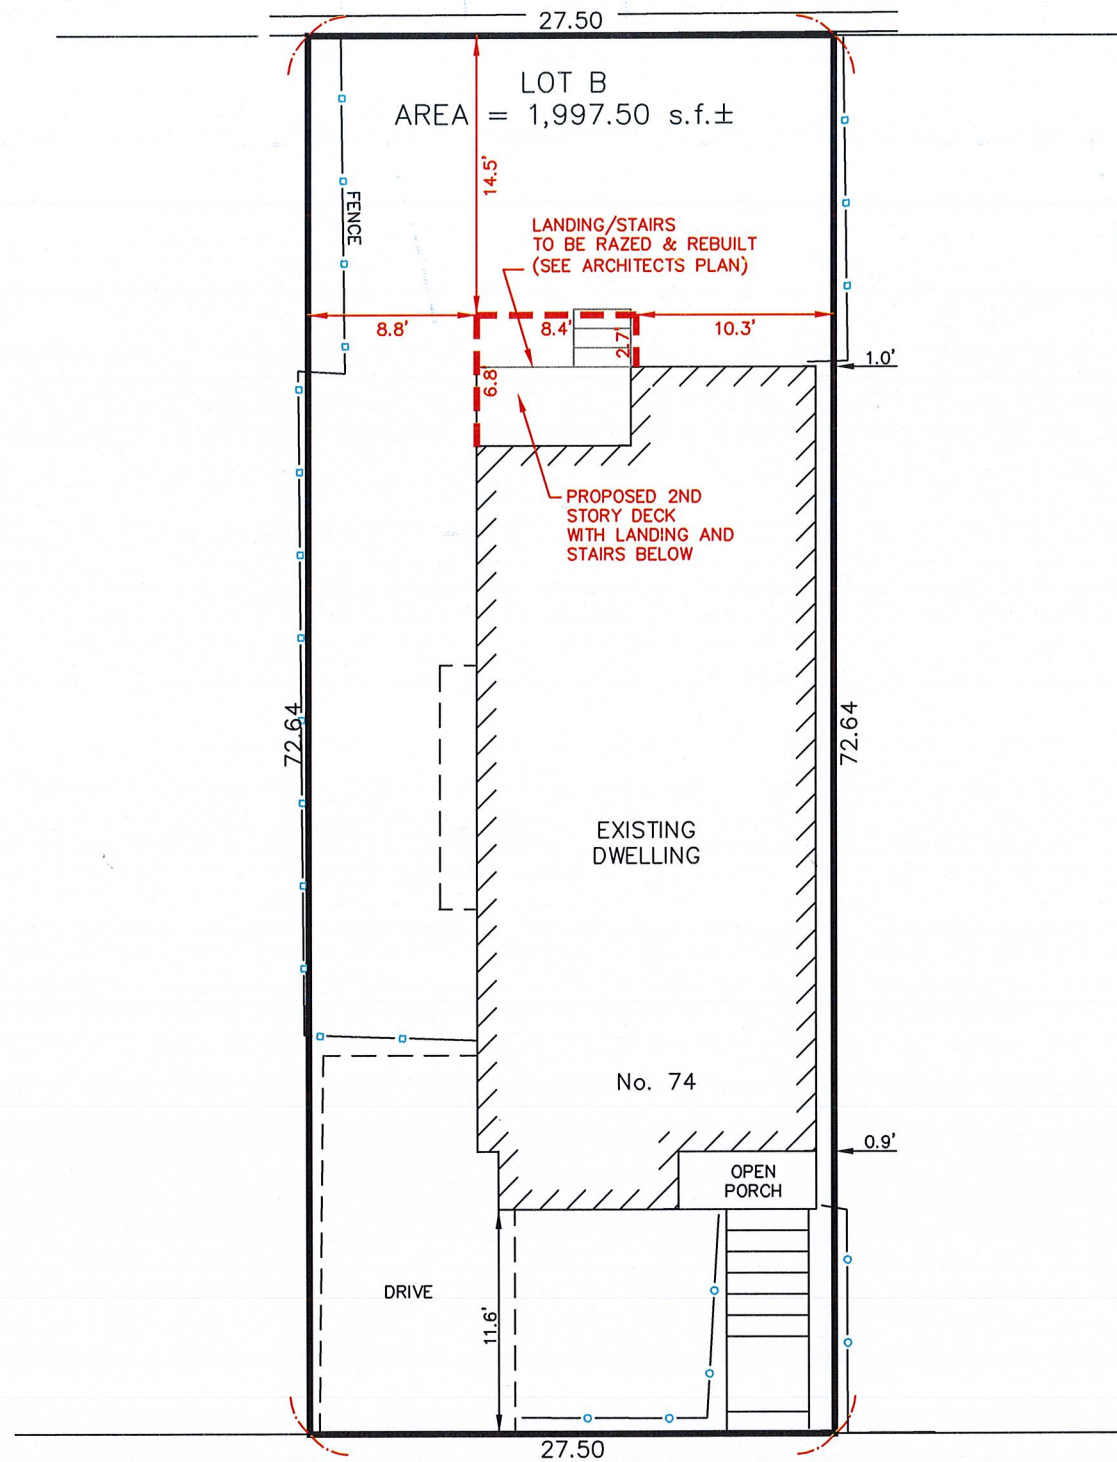 27.50
LOT B
AREA = 1,997.50 s.f.±
14.5'
FENCE
LANDING/STAIRS
TO BE RAZED & REBUILT
(SEE ARCHITECTS PLAN)
8.8'
8.4'
10.3'
2.7'
1.0'
6.8'
PROPOSED 2ND
STORY DECK
WITH LANDING AND
STAIRS BELOW
72.64
72.64
EXISTING
DWELLING
No. 74
0.9'
OPEN
PORCH
DRIVE
11.6'
27.50